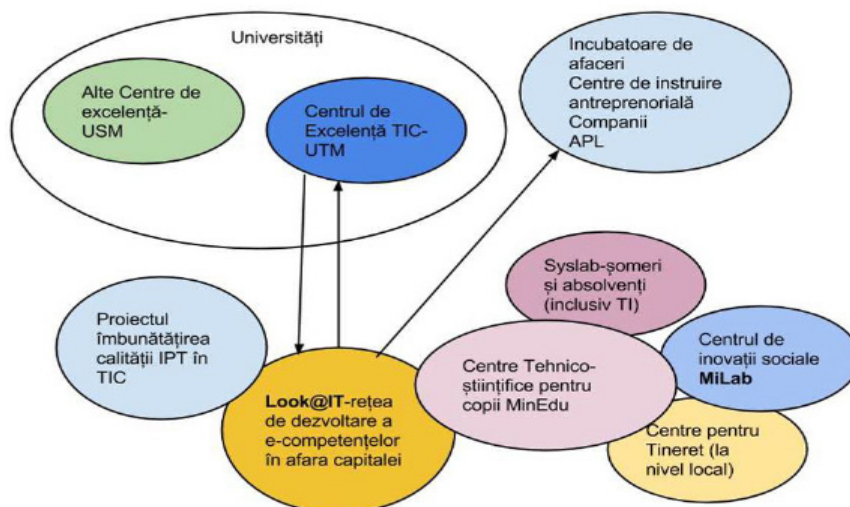 Universități
Alte Centre de
excelență-
USM
Centrul de
Excelență TIC-
UTM
Incubatoare de
afaceri
Centre de instruire
antreprenorială
Companii
APL
Syslab-șomeri
și absolvenți
(inclusiv TI)
Proiectul
îmbunătățirea
calității IPT în
TIC
Centrul de
inovații sociale
MiLab
Centre Tehnico-
științifice pentru
copii MinEdu
Look@IT-rețea
de dezvoltare a
e-competențelor
în afara capitalei
Centre pentru
Tineret (la
nivel local)